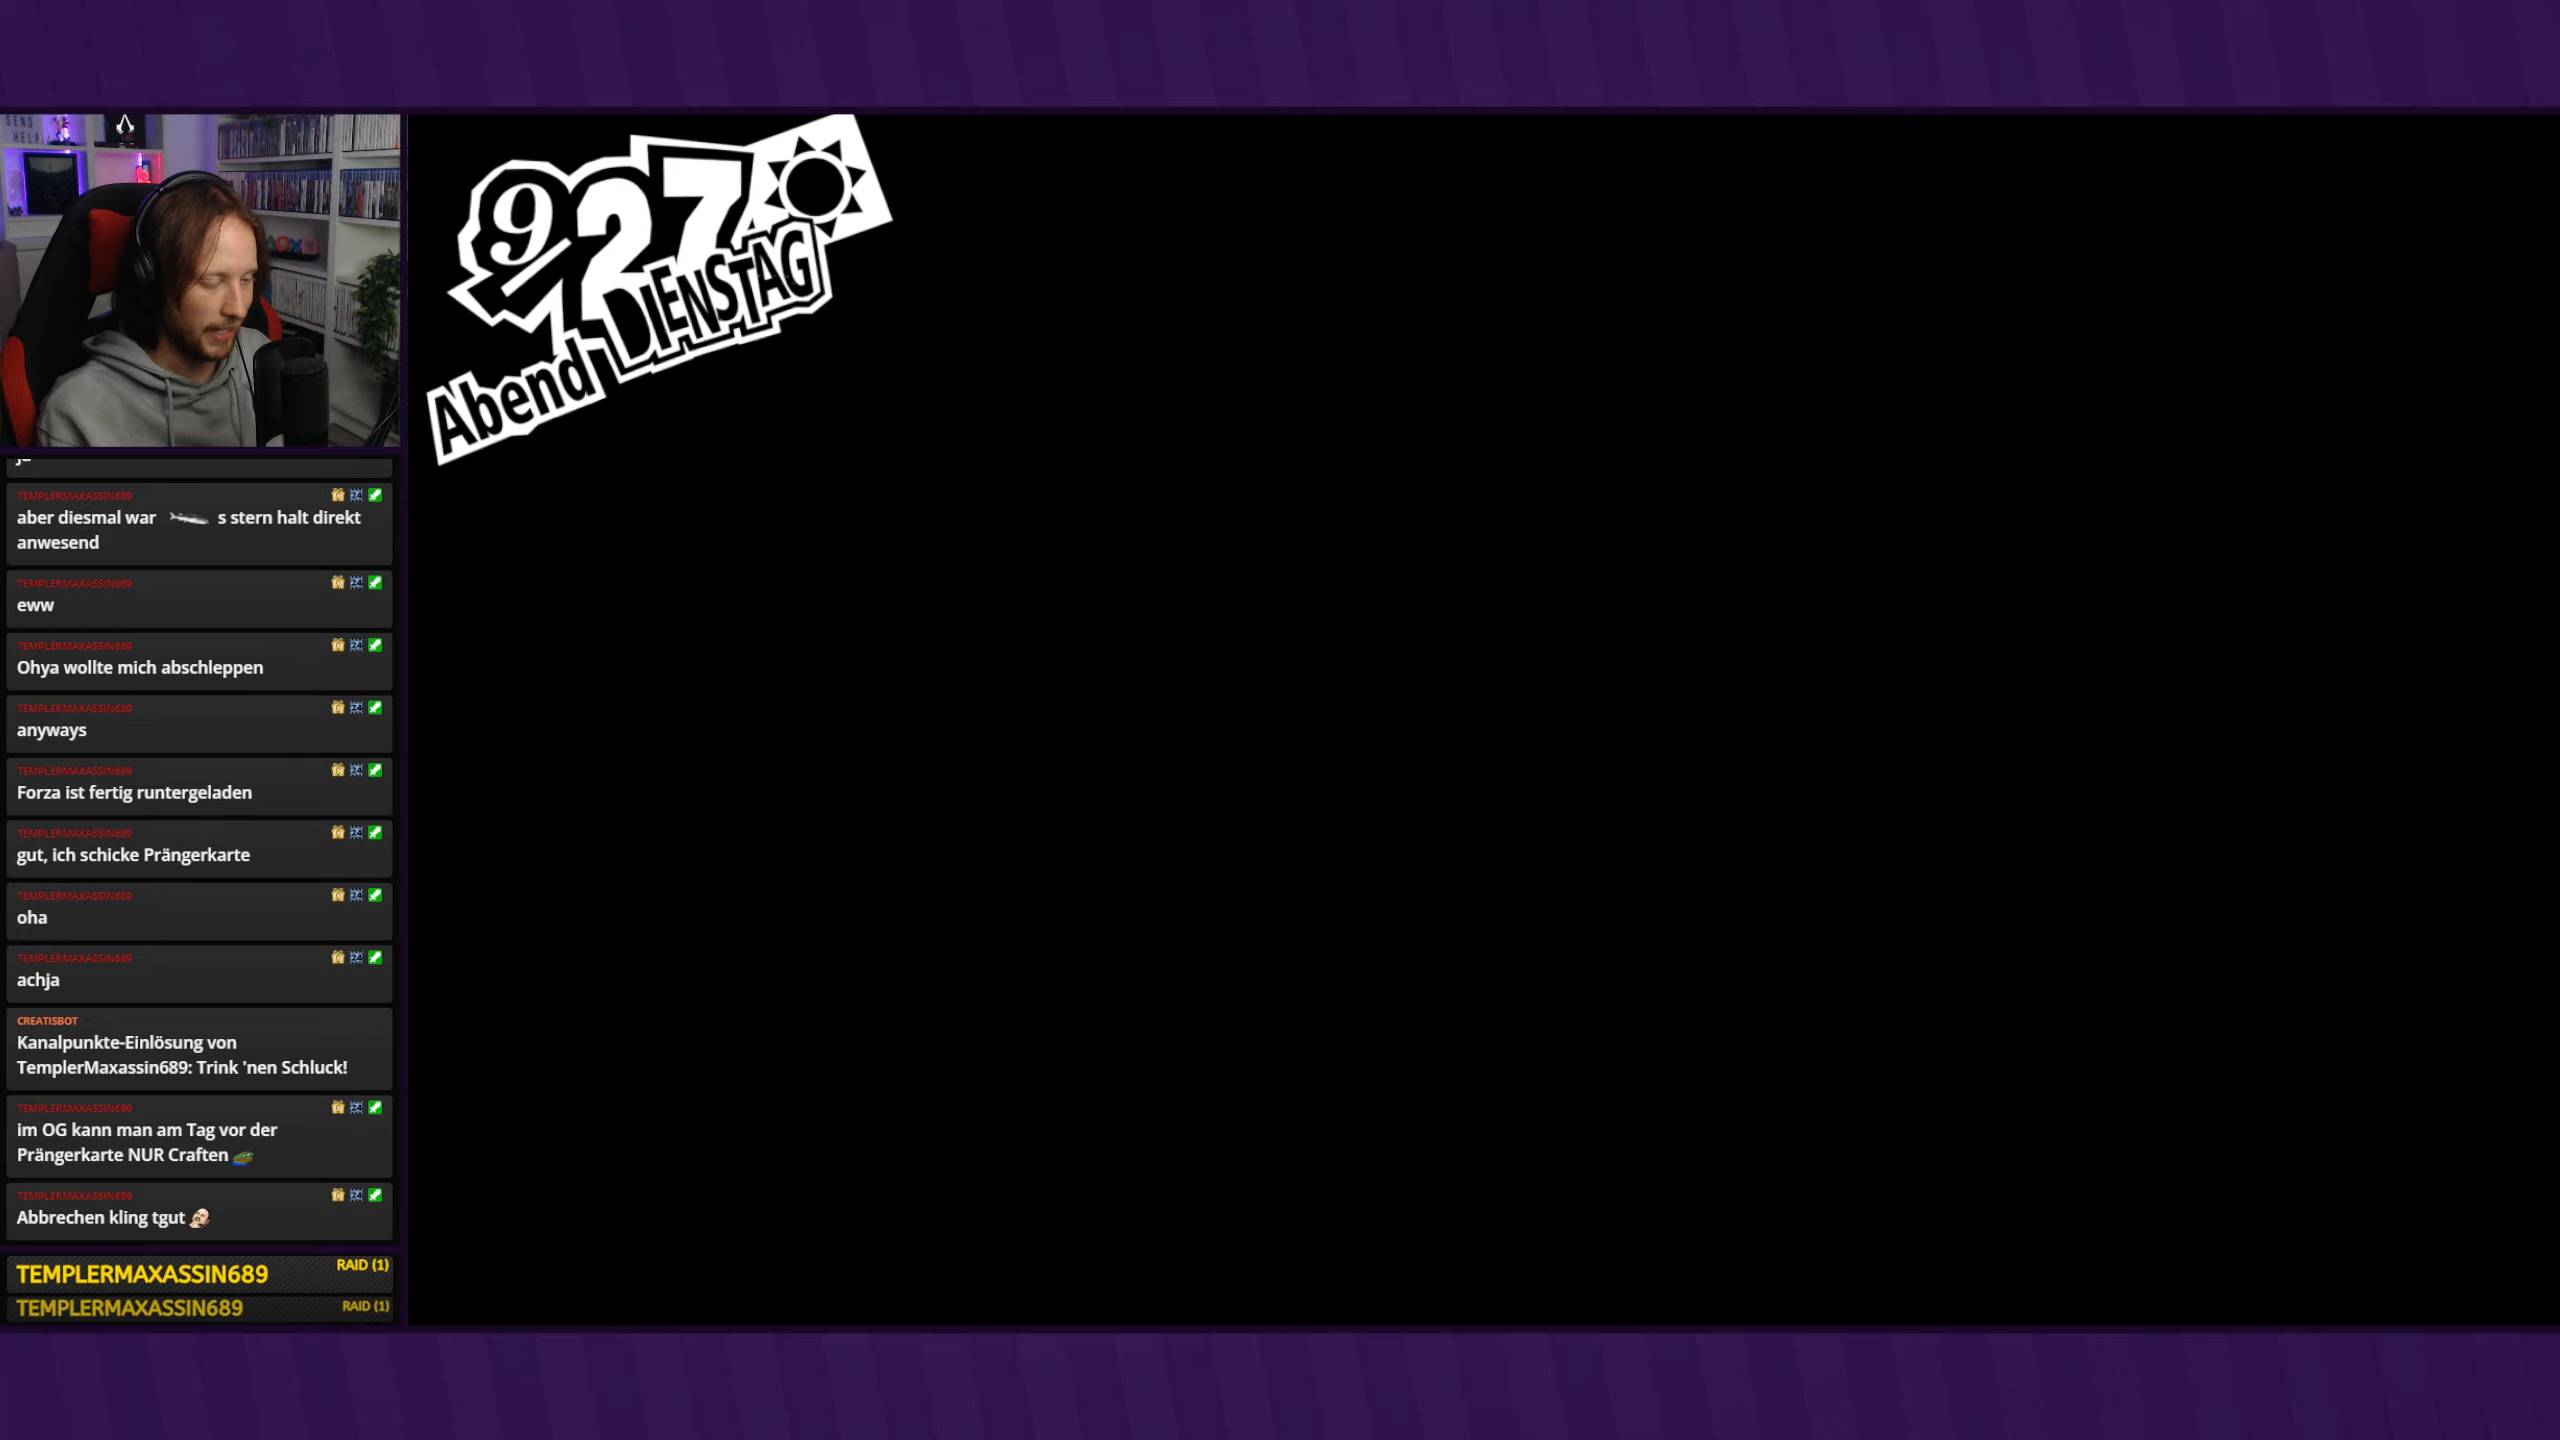 SEND
HELP
9/27
DIENSTAG
Abend
ja
TEMPLERMAXASSIN689
aber diesmal war s stern halt direkt
anwesend
TEMPLERMAXASSIN689
eww
TEMPLERMAXASSIN689
Ohya wollte mich abschleppen
TEMPLERMAXASSIN689
anyways
TEMPLERMAXASSIN689
Forza ist fertig runtergeladen
TEMPLERMAXASSIN689
gut, ich schicke Prängerkarte
TEMPLERMAXASSIN689
oha
TEMPLERMAXASSIN689
achja
CREATISBOT
Kanalpunkte-Einlösung von
TemplerMaxassin689: Trink 'nen Schluck!
TEMPLERMAXASSIN689
im OG kann man am Tag vor der
Prängerkarte NUR Craften
TEMPLERMAXASSIN689
Abbrechen kling tgut
TEMPLERMAXASSIN689 RAID (1)
TEMPLERMAXASSIN689 RAID (1)